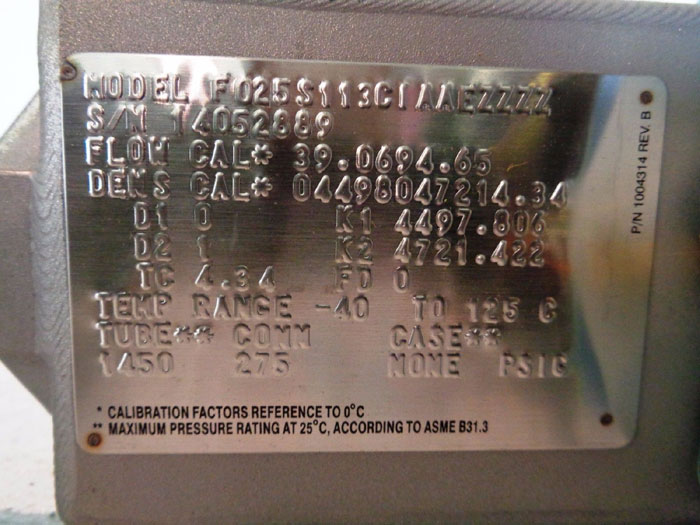 MODEL F025S113CIAAEZZZZ
S/N 14052889
FLOW CAL* 39.0694.65
DENS CAL* 04498047214.34
D1 0 K1 4497.806
D2 1 K2 4721.422
TC 4.34 FD 0
TEMP RANGE -40 TO 125 C
TUBE** CONN CASE**
1450 275 NONE PSIG
* CALIBRATION FACTORS REFERENCE TO 0°C
** MAXIMUM PRESSURE RATING AT 25°C, ACCORDING TO ASME B31.3
P/N 1004314 REV. B